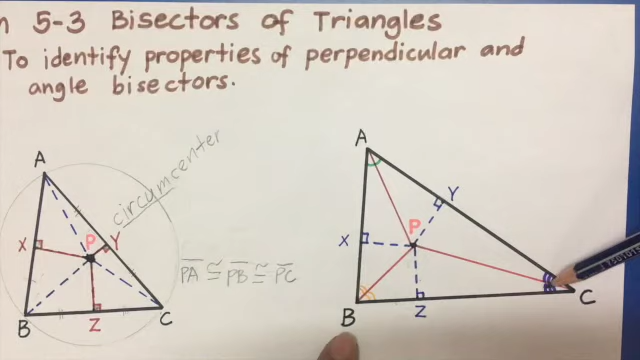 n 5-3 Bisectors of Triangles
To identify properties of perpendicular and
angle bisectors.
circumcenter
A
X
P
Y
B
Z
C
PA ≅ PB ≅ PC
A
Y
P
X
B
Z
C